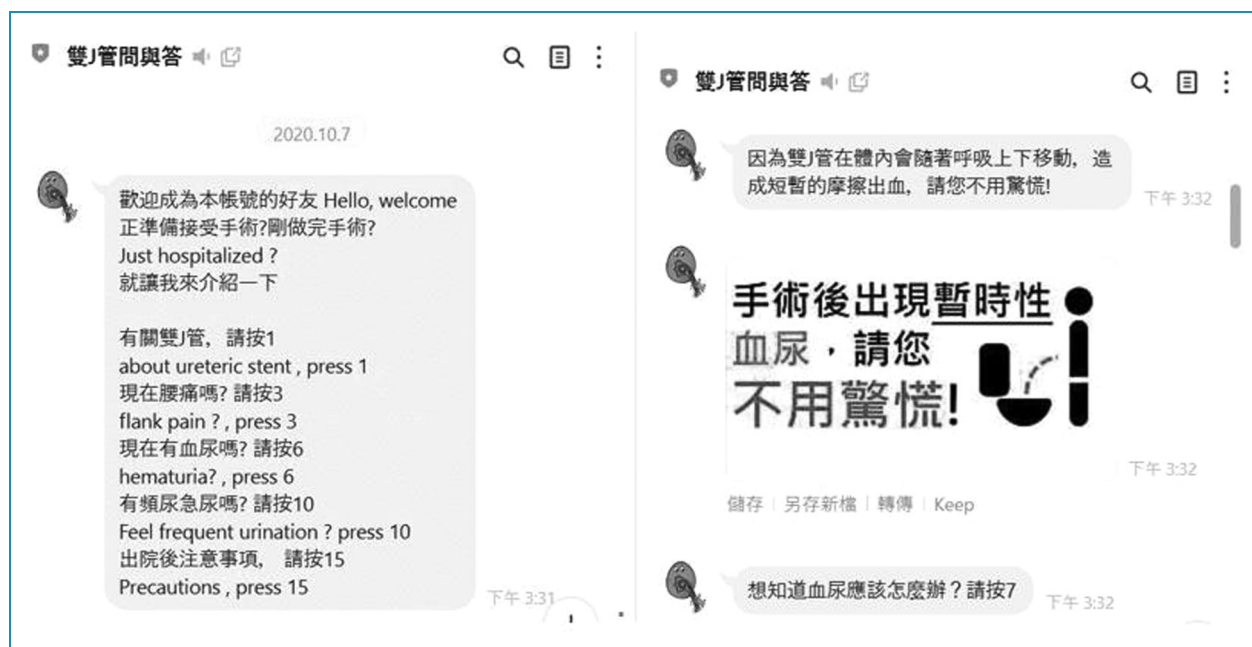 雙J管問與答
2020.10.7
歡迎成為本帳號的好友 Hello, welcome
正準備接受手術?剛做完手術?
Just hospitalized ?
就讓我來介紹一下
有關雙J管，請按1
about ureteric stent , press 1
現在腰痛嗎? 請按3
flank pain ? , press 3
現在有血尿嗎? 請按6
hematuria? , press 6
有頻尿急尿嗎? 請按10
Feel frequent urination ? press 10
出院後注意事項， 請按15
Precautions , press 15
下午 3:31
雙J管問與答
因為雙J管在體內會隨著呼吸上下移動，造
成短暫的摩擦出血，請您不用驚慌!
下午 3:32
手術後出現暫時性
血尿，請您
不用驚慌!
下午 3:32
儲存 | 另存新檔 | 轉傳 | Keep
想知道血尿應該怎麼辦？請按7
下午 3:32